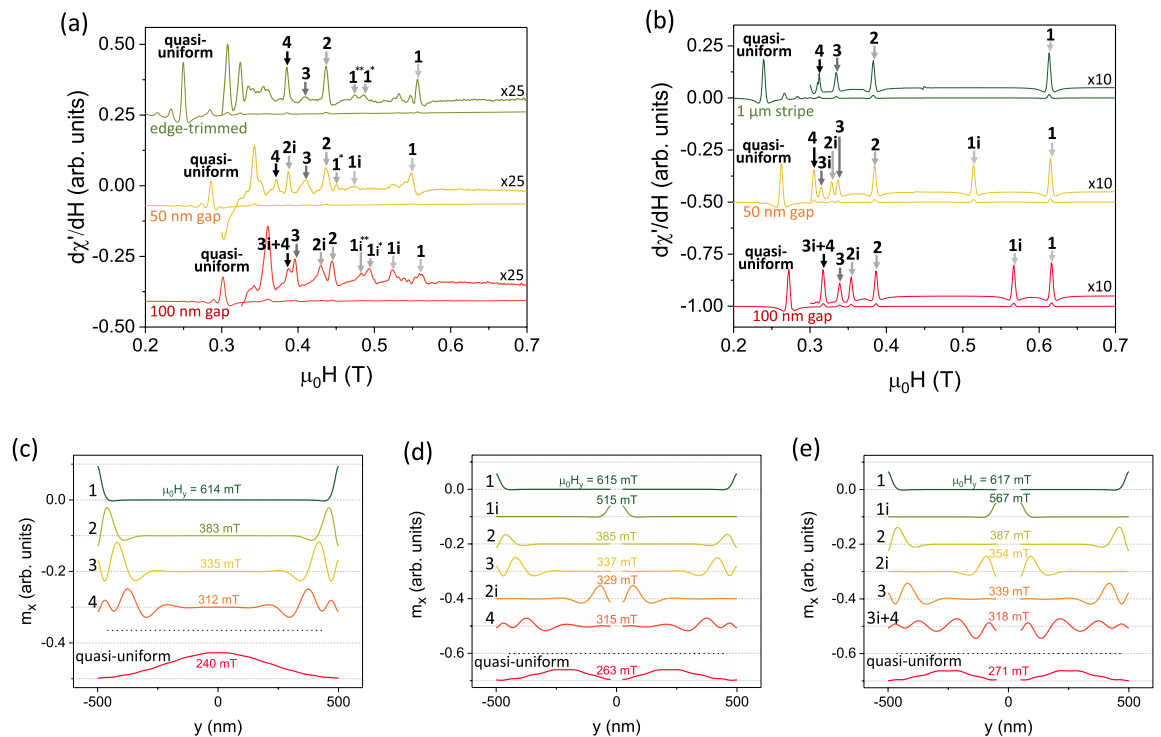 (a)
0.50
0.25
0.00
-0.25
-0.50
dχ'/dH (arb. units)
quasi-
uniform
4
3
2
1**
1*
1
x25
edge-trimmed
quasi-
uniform
4
2i
3
2
1*
1i
1
x25
50 nm gap
quasi-
uniform
3i+4
3
2i
2
1i**
1i*
1i
1
x25
100 nm gap
0.2
0.3
0.4
0.5
0.6
0.7
μ0H (T)
(b)
0.25
0.00
-0.25
-0.50
-0.75
-1.00
dχ'/dH (arb. units)
quasi-
uniform
4
3
2
1
x10
1 μm stripe
quasi-
uniform
4
3i
2i
3
2
1i
1
x10
50 nm gap
quasi-
uniform
3i+4
3
2i
2
1i
1
x10
100 nm gap
0.2
0.3
0.4
0.5
0.6
0.7
μ0H (T)
(c)
0.0
-0.2
-0.4
mx (arb. units)
1
μ0Hy = 614 mT
2
383 mT
3
335 mT
4
312 mT
quasi-uniform
240 mT
-500
0
500
y (nm)
(d)
0.0
-0.2
-0.4
-0.6
mx (arb. units)
1
μ0Hy = 615 mT
1i
515 mT
2
385 mT
3
337 mT
2i
329 mT
4
315 mT
quasi-uniform
263 mT
-500
0
500
y (nm)
(e)
0.0
-0.2
-0.4
-0.6
mx (arb. units)
1
μ0Hy = 617 mT
1i
567 mT
2
387 mT
2i
354 mT
3
339 mT
3i+4
318 mT
quasi-uniform
271 mT
-500
0
500
y (nm)